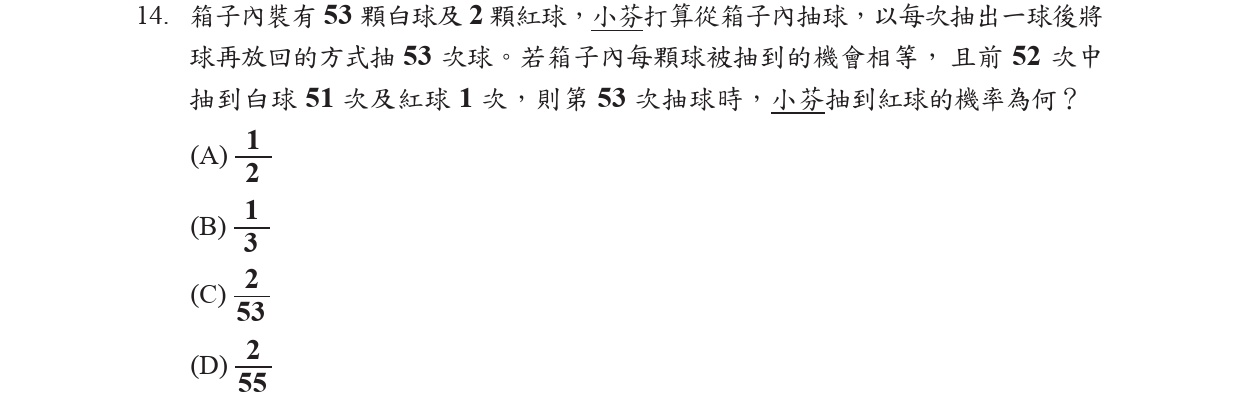 14. 箱子內裝有 53 顆白球及 2 顆紅球，小芬打算從箱子內抽球，以每次抽出一球後將
球再放回的方式抽 53 次球。若箱子內每顆球被抽到的機會相等，且前 52 次中
抽到白球 51 次及紅球 1 次，則第 53 次抽球時，小芬抽到紅球的機率為何？
(A) 1/2
(B) 1/3
(C) 2/53
(D) 2/55